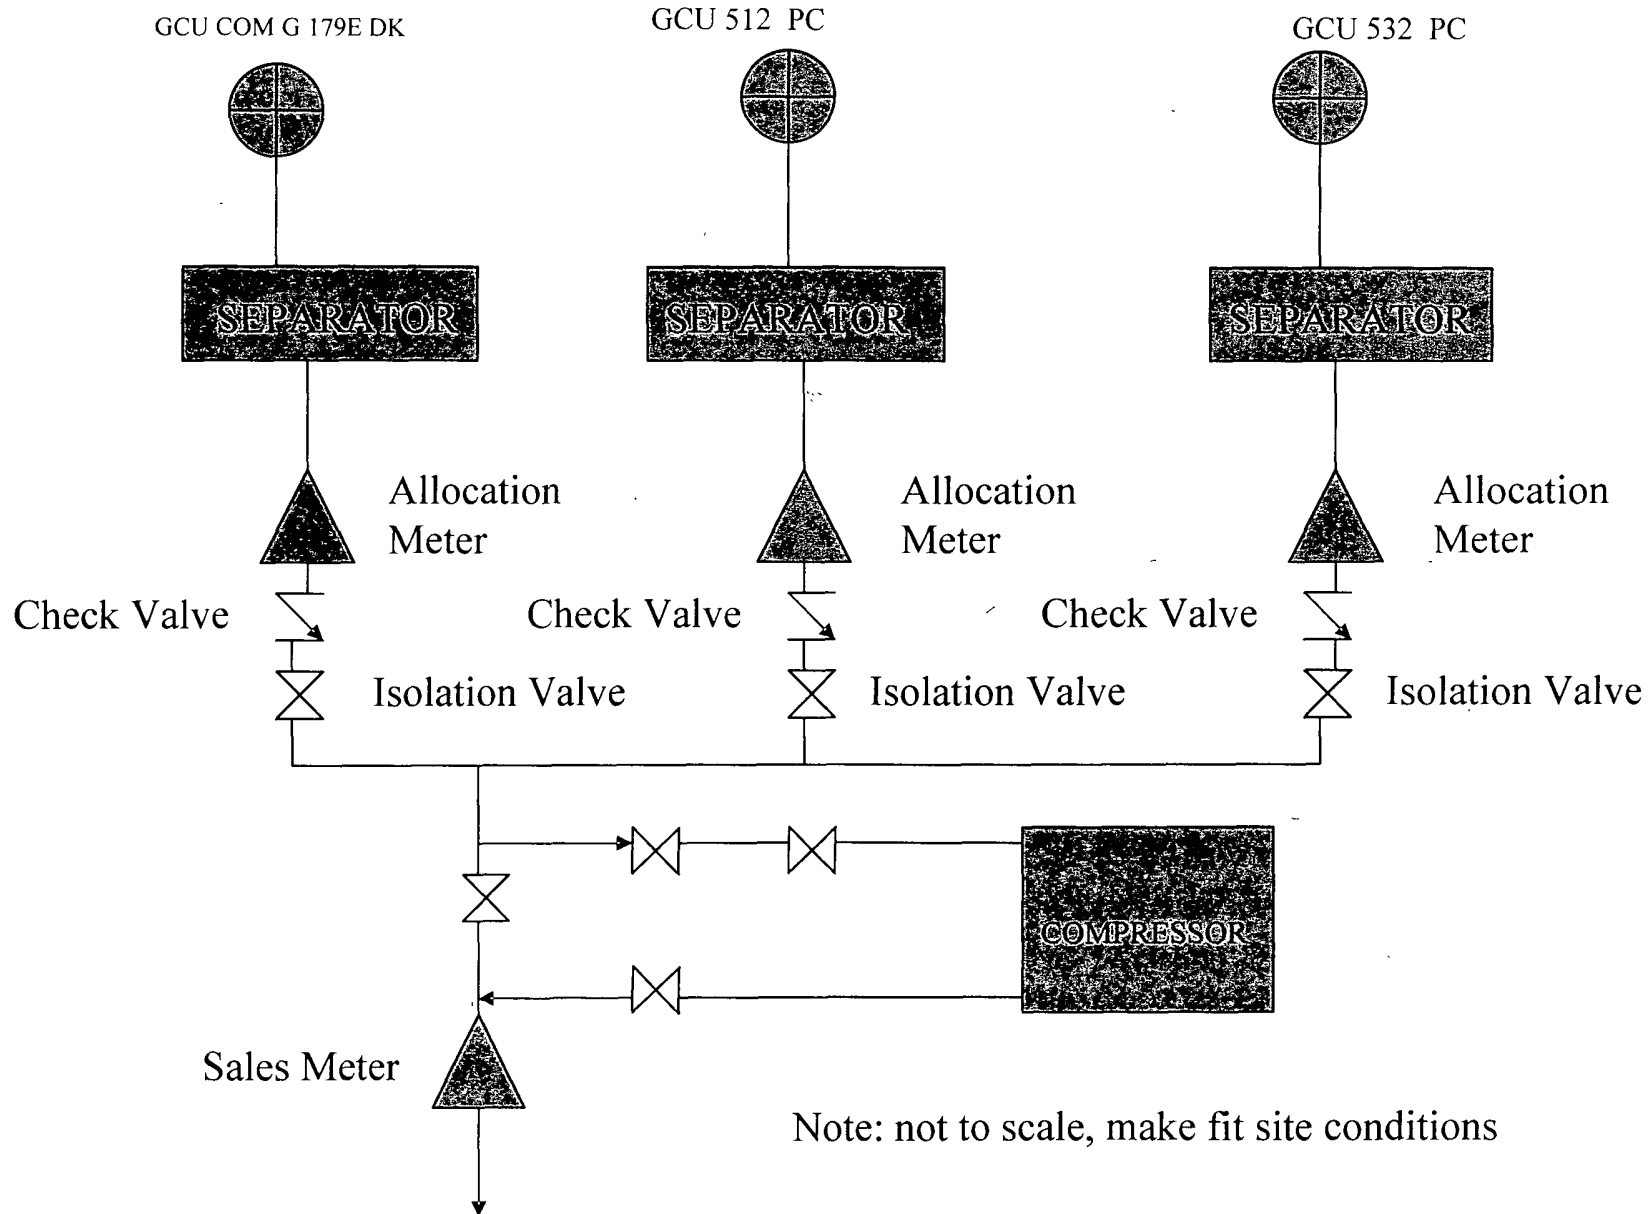 GCU COM G 179E DK
GCU 512 PC
GCU 532 PC
SEPARATOR
SEPARATOR
SEPARATOR
Allocation
Meter
Allocation
Meter
Allocation
Meter
Check Valve
Check Valve
Check Valve
Isolation Valve
Isolation Valve
Isolation Valve
COMPRESSOR
Sales Meter
Note: not to scale, make fit site conditions